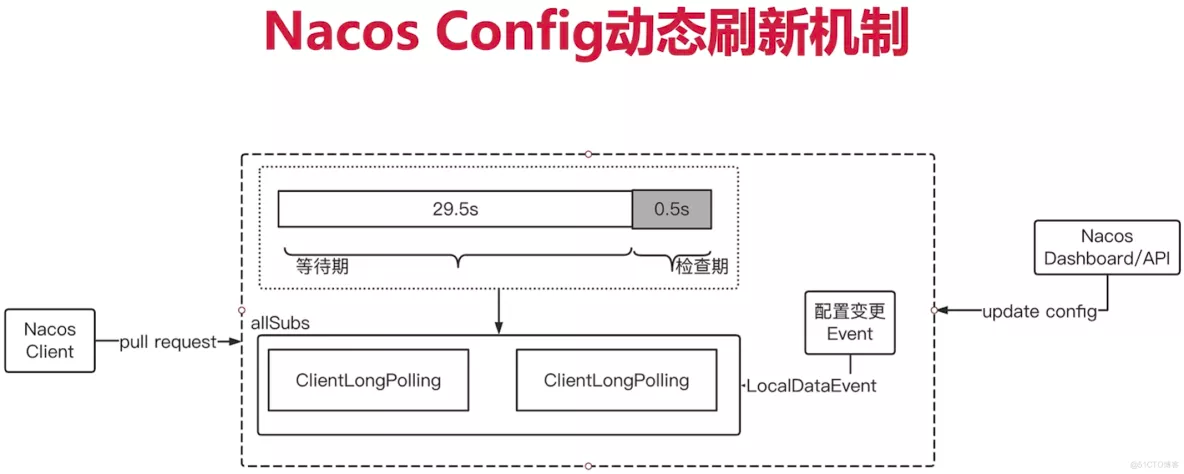 Nacos Config动态刷新机制
29.5s
0.5s
等待期
检查期
Nacos
Dashboard/API
update config
配置变更
Event
Nacos
Client
pull request
allSubs
ClientLongPolling
ClientLongPolling
LocalDataEvent
@51CTO博客